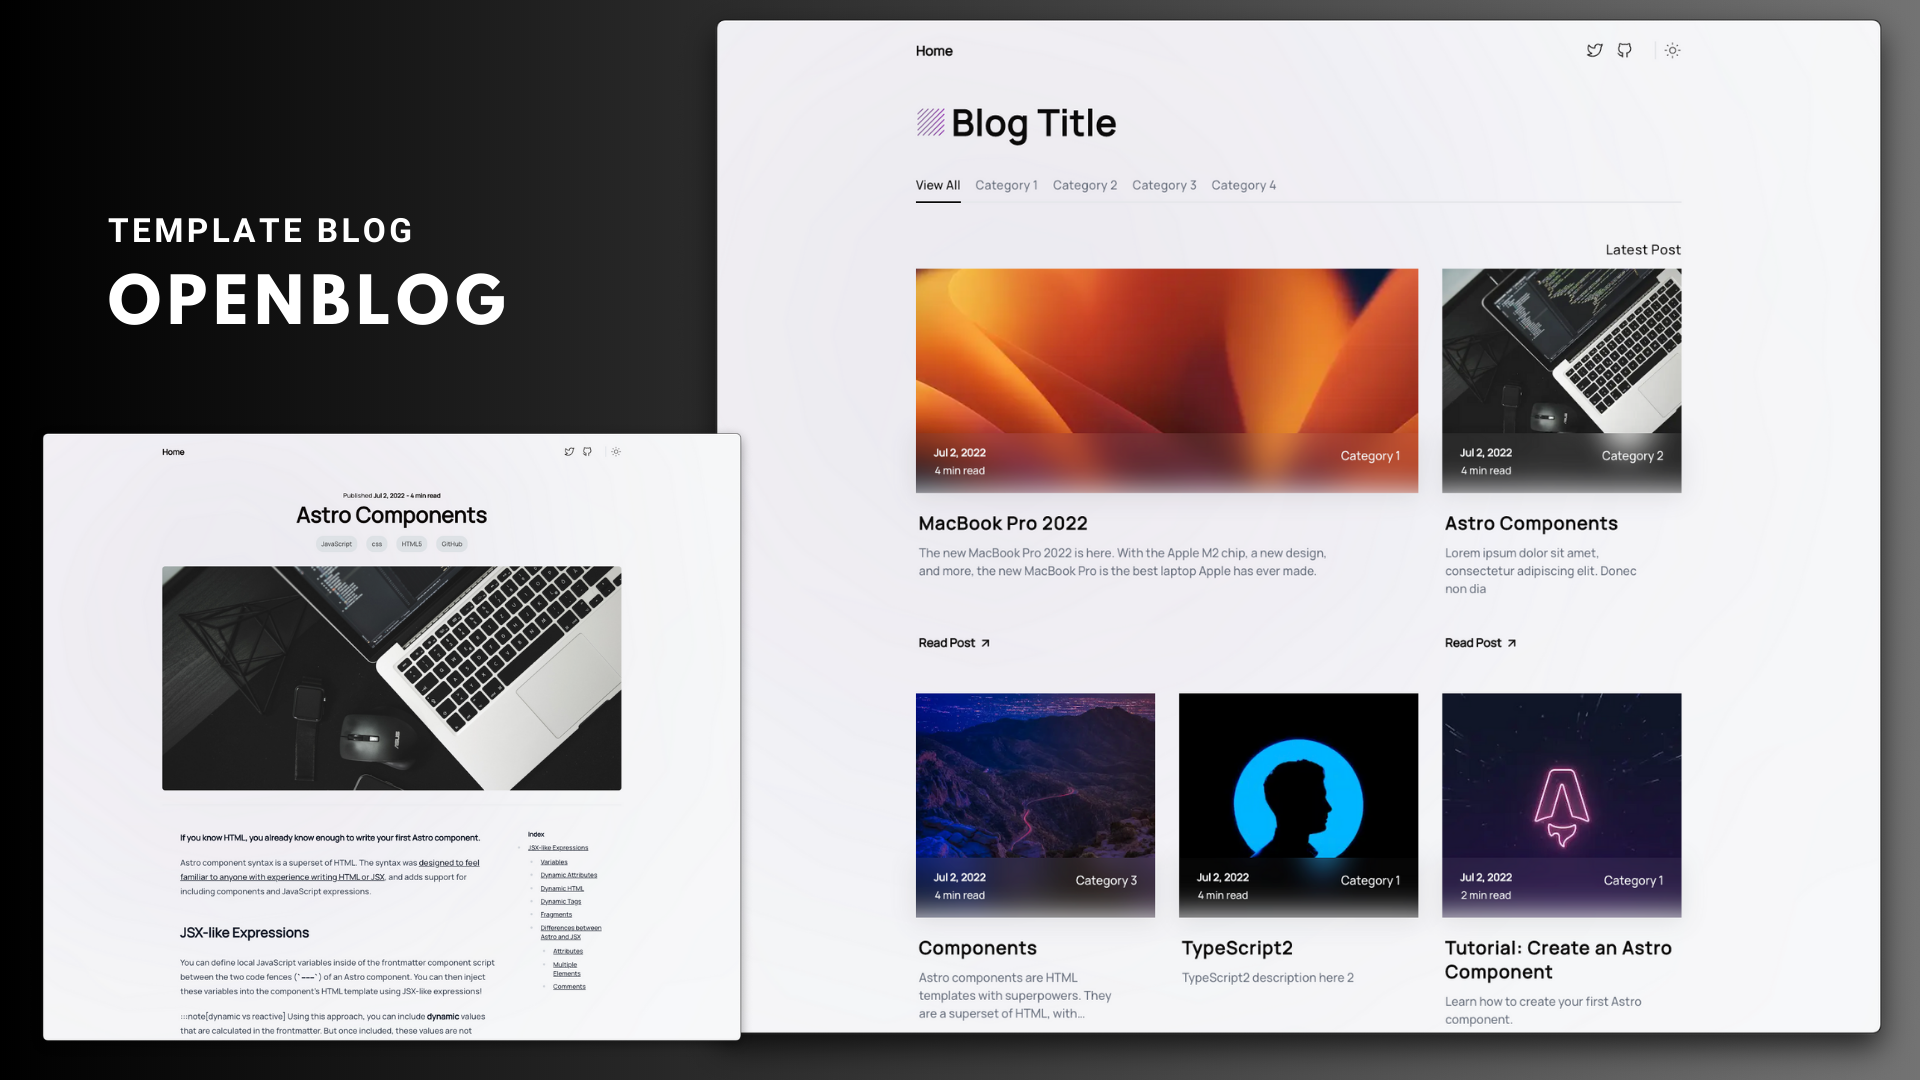 TEMPLATE BLOG
OPENBLOG
Home
Published Jul 2, 2022 - 4 min read
Astro Components
JavaScript css HTML5 GitHub
ASUS
If you know HTML, you already know enough to write your first Astro component.
Astro component syntax is a superset of HTML. The syntax was designed to feel
familiar to anyone with experience writing HTML or JSX, and adds support for
including components and JavaScript expressions.
JSX-like Expressions
You can define local JavaScript variables inside of the frontmatter component script
between the two code fences (`---`) of an Astro component. You can then inject
these variables into the component's HTML template using JSX-like expressions!
:::note[dynamic vs reactive] Using this approach, you can include dynamic values
that are calculated in the frontmatter. But once included, these values are not
Index
JSX-like Expressions
Variables
Dynamic Attributes
Dynamic HTML
Dynamic Tags
Fragments
Differences between
Astro and JSX
Attributes
Multiple
Elements
Comments
Home
Blog Title
View All Category 1 Category 2 Category 3 Category 4
Latest Post
Jul 2, 2022
4 min read
Category 1
MacBook Pro 2022
The new MacBook Pro 2022 is here. With the Apple M2 chip, a new design,
and more, the new MacBook Pro is the best laptop Apple has ever made.
Read Post
Jul 2, 2022
4 min read
Category 2
Astro Components
Lorem ipsum dolor sit amet,
consectetur adipiscing elit. Donec
non dia
Read Post
Jul 2, 2022
4 min read
Category 3
Components
Astro components are HTML
templates with superpowers. They
are a superset of HTML, with...
Jul 2, 2022
4 min read
Category 1
TypeScript2
TypeScript2 description here 2
Jul 2, 2022
2 min read
Category 1
Tutorial: Create an Astro
Component
Learn how to create your first Astro
component.